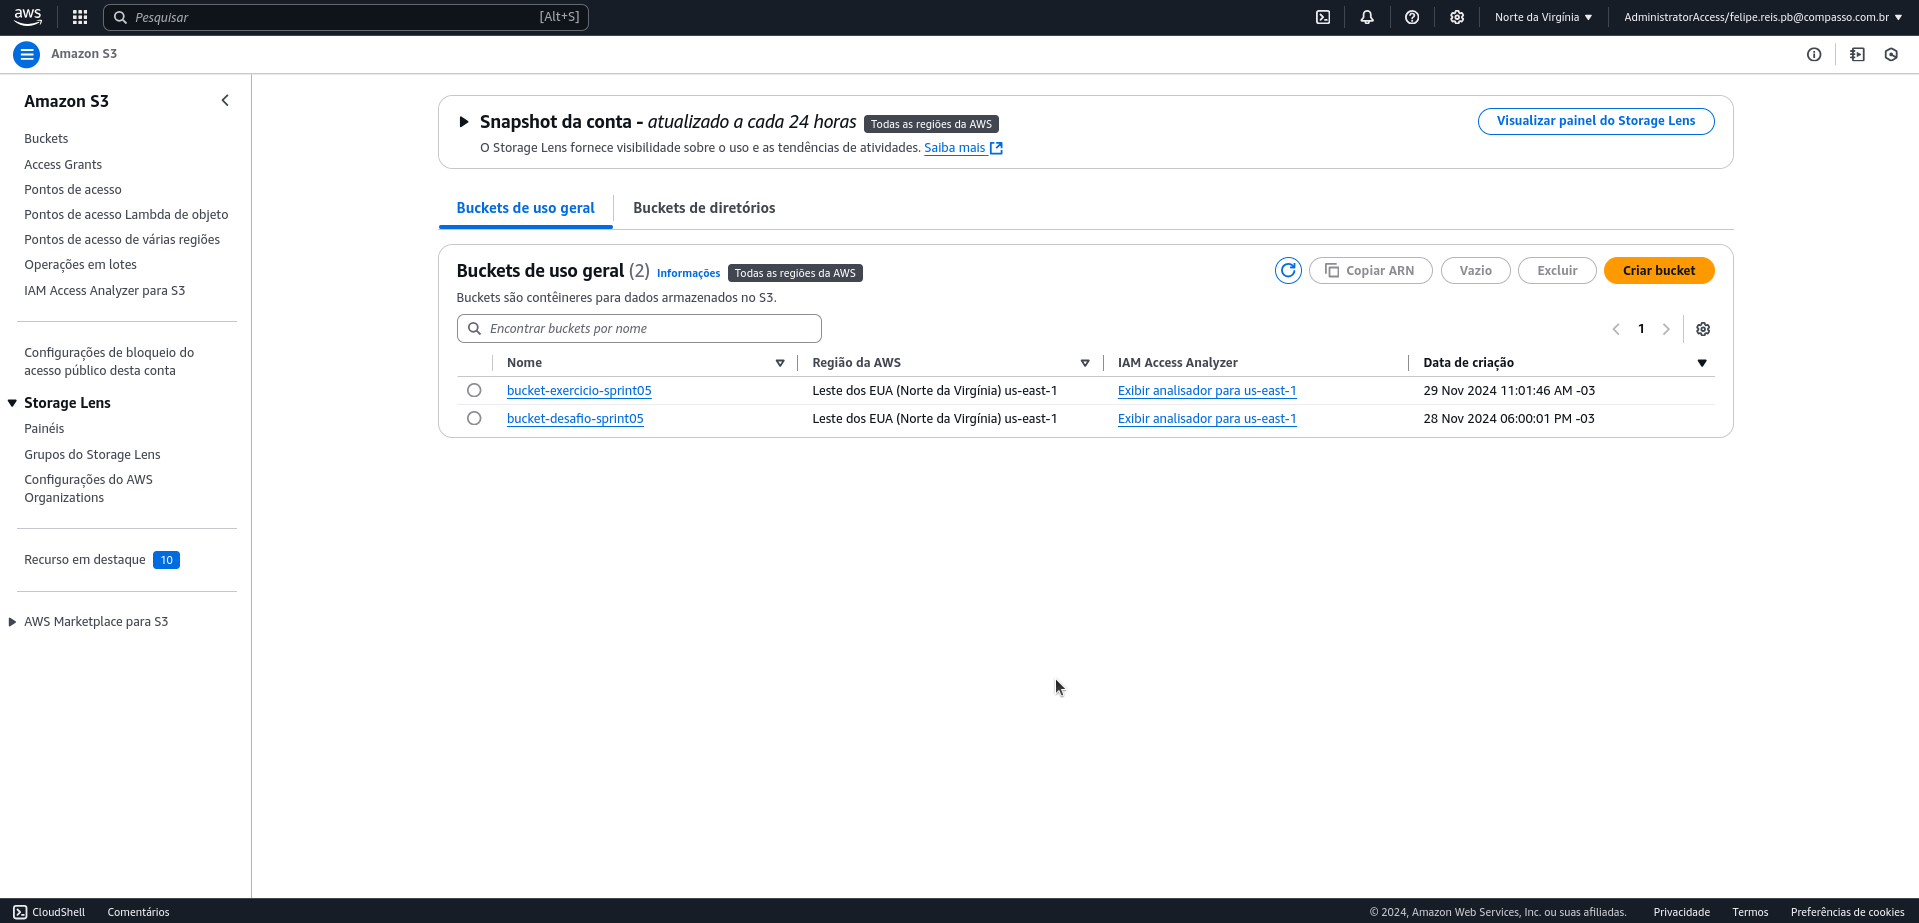 aws
Pesquisar [Alt+S] Norte da Virgínia AdministratorAccess/felipe.reis.pb@compasso.com.br
Amazon S3
Amazon S3
Buckets
Access Grants
Pontos de acesso
Pontos de acesso Lambda de objeto
Pontos de acesso de várias regiões
Operações em lotes
IAM Access Analyzer para S3
Configurações de bloqueio do
acesso público desta conta
Storage Lens
Painéis
Grupos do Storage Lens
Configurações do AWS
Organizations
Recurso em destaque 10
AWS Marketplace para S3
Snapshot da conta - atualizado a cada 24 horas Todas as regiões da AWS
Visualizar painel do Storage Lens
O Storage Lens fornece visibilidade sobre o uso e as tendências de atividades. Saiba mais
Buckets de uso geral Buckets de diretórios
Buckets de uso geral (2) Informações Todas as regiões da AWS
Copiar ARN Vazio Excluir Criar bucket
Buckets são contêineres para dados armazenados no S3.
Encontrar buckets por nome
1
Nome Região da AWS IAM Access Analyzer Data de criação
bucket-exercicio-sprint05 Leste dos EUA (Norte da Virgínia) us-east-1 Exibir analisador para us-east-1 29 Nov 2024 11:01:46 AM -03
bucket-desafio-sprint05 Leste dos EUA (Norte da Virgínia) us-east-1 Exibir analisador para us-east-1 28 Nov 2024 06:00:01 PM -03
CloudShell Comentários © 2024, Amazon Web Services, Inc. ou suas afiliadas. Privacidade Termos Preferências de cookies